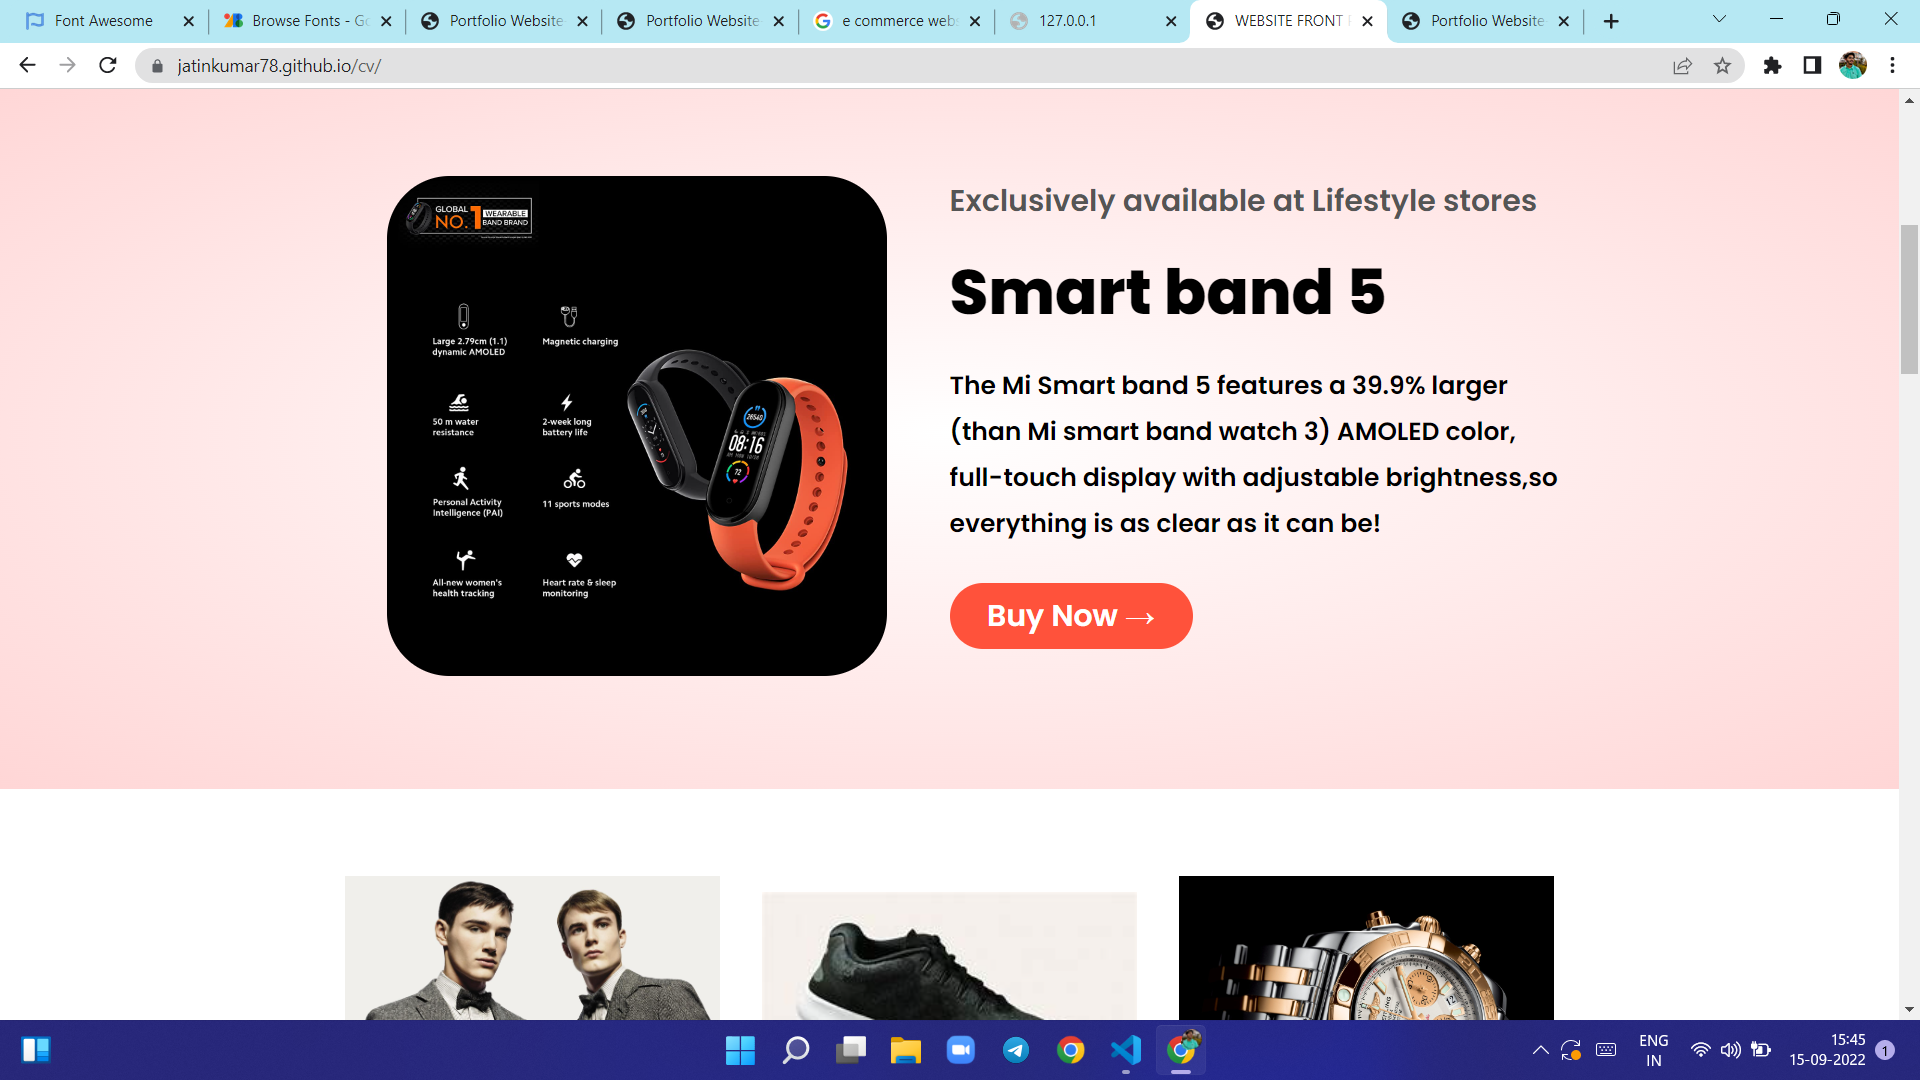 Font Awesome
Browse Fonts - Go
Portfolio Website
Portfolio Website
e commerce webs
127.0.0.1
WEBSITE FRONT P
Portfolio Website
jatinkumar78.github.io/cv/
GLOBAL
NO. 1
WEARABLE
BAND BRAND
Large 2.79cm (1.1)
dynamic AMOLED
Magnetic charging
50 m water
resistance
2-week long
battery life
Personal Activity
Intelligence (PAI)
11 sports modes
All-new women's
health tracking
Heart rate & sleep
monitoring
26540
08:16
72
Exclusively available at Lifestyle stores
Smart band 5
The Mi Smart band 5 features a 39.9% larger
(than Mi smart band watch 3) AMOLED color,
full-touch display with adjustable brightness,so
everything is as clear as it can be!
Buy Now →
ENG
IN
15:45
15-09-2022
1